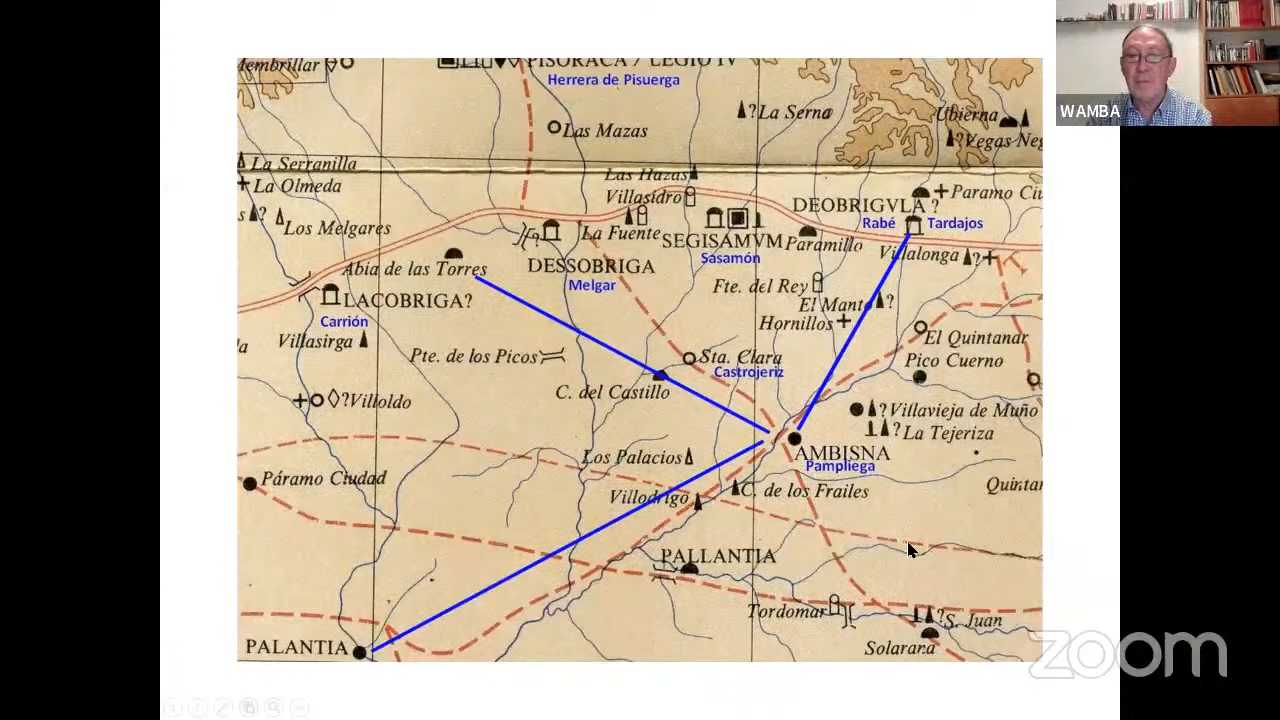 WAMBA
Membrillar
PISORACA / LEGIO IV
Herrera de Pisuerga
Las Mazas
? La Serna
Ubierna
? Vegas Neg
La Serranilla
La Olmeda
Las Hazas
Villasidro
DEOBRIGVLA ?
Paramo Ciu
s ?
Los Melgares
?
La Fuente
SEGISAMVM
Sasamón
Paramillo
Rabé
Tardajos
Villalonga ?
Abia de las Torres
DESSOBRIGA
Melgar
Fte. del Rey
El Manto ?
LACOBRIGA?
Carrión
Hornillos
Villasirga
El Quintanar
Pte. de los Picos
Sta. Clara
Castrojeriz
Pico Cuerno
C. del Castillo
? Villoldo
? Villavieja de Muño
? La Tejeriza
AMBISNA
Pampliega
Los Palacios
Páramo Ciudad
Villodrigo
C. de los Frailes
Quintan
PALLANTIA
Tordomar
? S. Juan
Solarana
PALANTIA
zoom